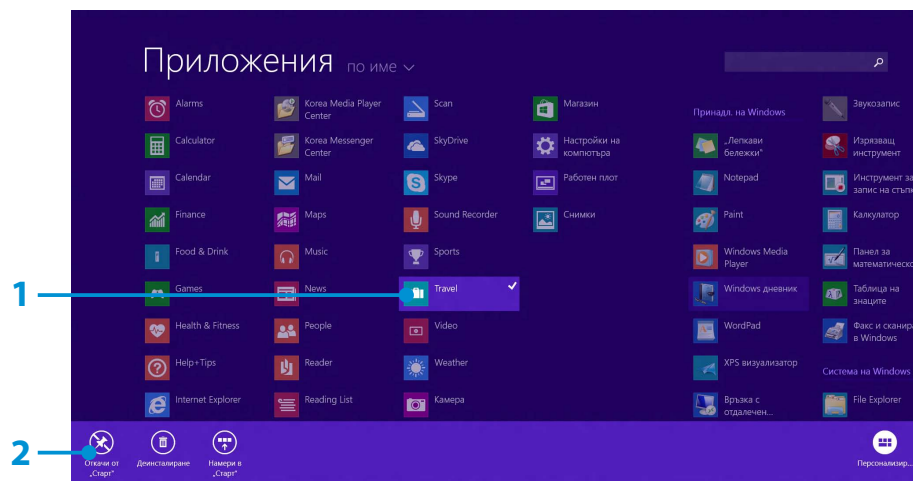 Приложения по име
Alarms
Calculator
Calendar
Finance
Food & Drink
Games
Health & Fitness
Help+Tips
Internet Explorer
Korea Media Player
Center
Korea Messenger
Center
Mail
Maps
Music
News
People
Reader
Reading List
Scan
SkyDrive
Skype
Sound Recorder
Sports
Travel
Video
Weather
Камера
Магазин
Настройки на
компютъра
Работен плот
Снимки
Принадл. на Windows
„Лепкави
бележки"
Notepad
Paint
Windows Media
Player
Windows дневник
WordPad
XPS визуализатор
Връзка с
отдалечен...
Звукозапис
Изрязващ
инструмент
Инструмент за
запис на стъпк
Калкулатор
Панел за
математическо
Таблица на
знаците
Факс и сканира
в Windows
Система на Windows
File Explorer
1
2
Откачи от
„Старт"
Деинсталиране
Намери в
„Старт"
Персонализир...